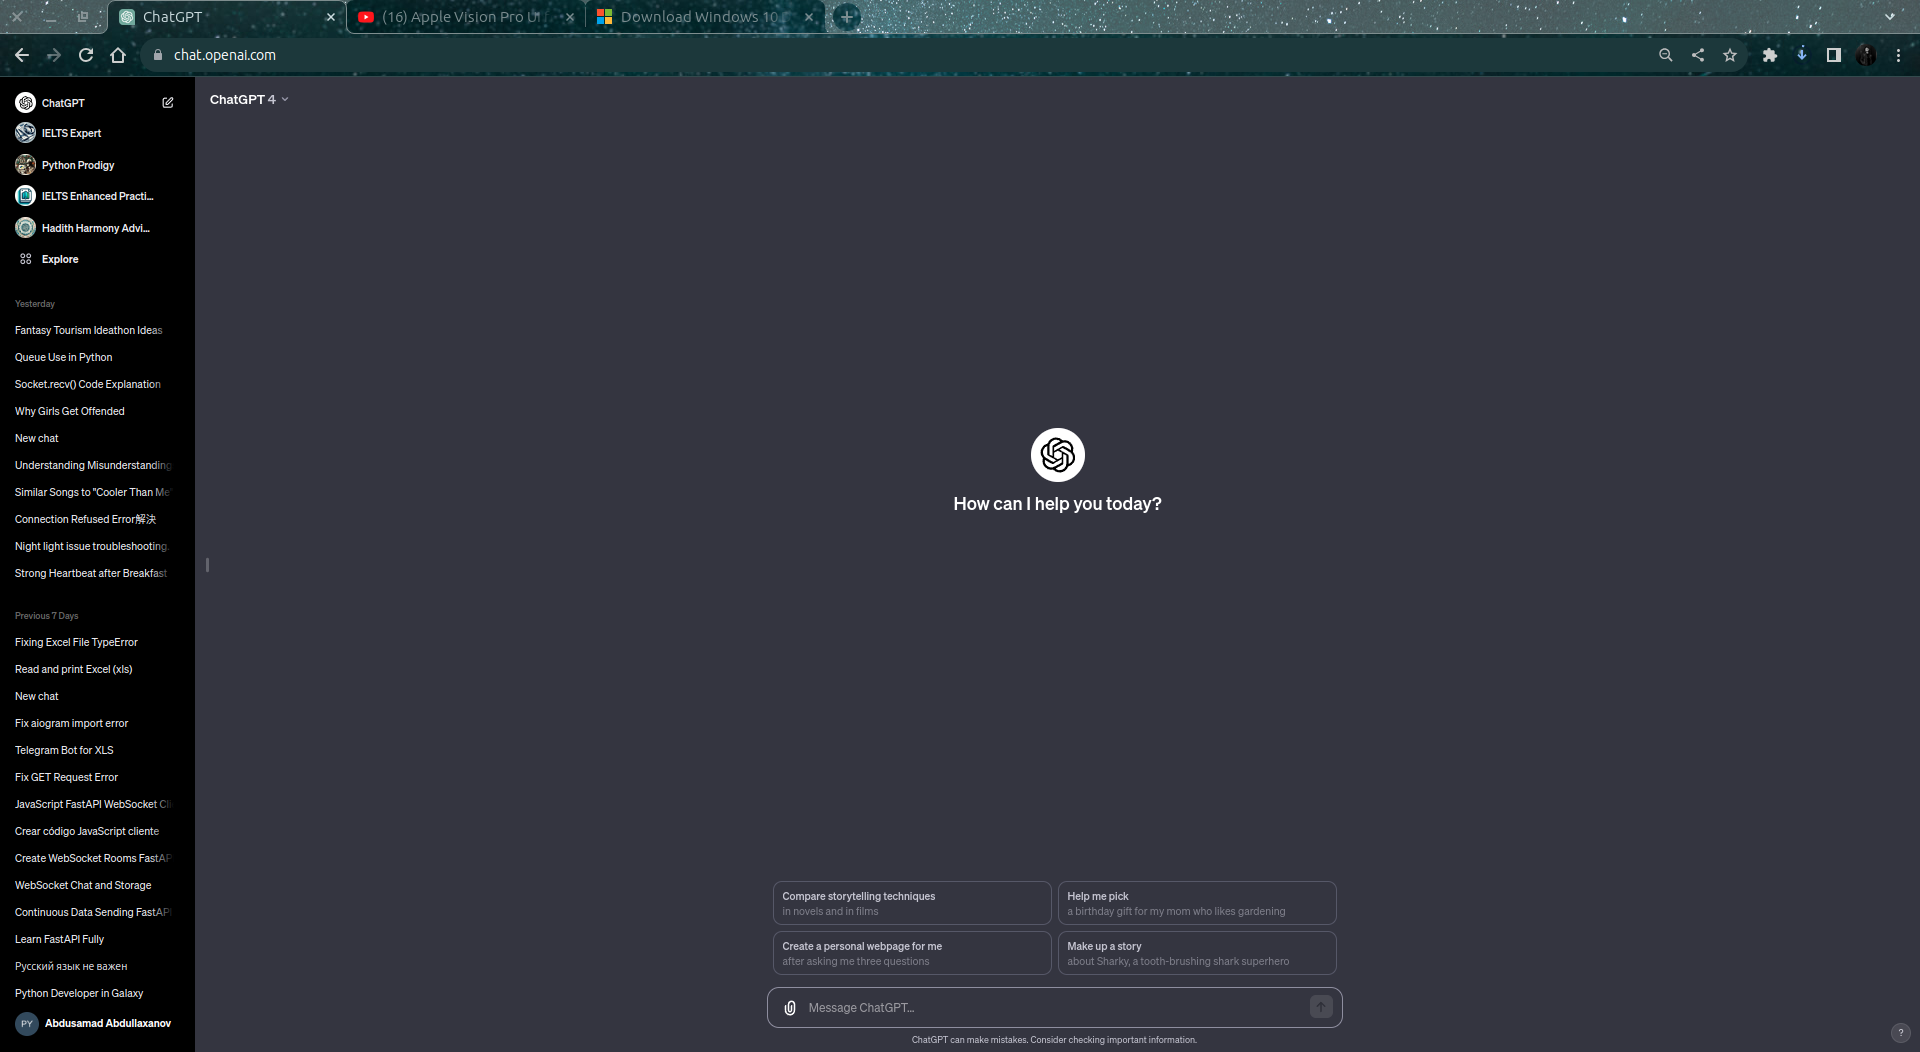 ChatGPT
(16) Apple Vision Pro UI
Download Windows 10
chat.openai.com
ChatGPT
IELTS Expert
Python Prodigy
IELTS Enhanced Practi...
Hadith Harmony Advi...
Explore
Yesterday
Fantasy Tourism Ideathon Ideas
Queue Use in Python
Socket.recv() Code Explanation
Why Girls Get Offended
New chat
Understanding Misunderstanding
Similar Songs to "Cooler Than Me"
Connection Refused Error解決
Night light issue troubleshooting.
Strong Heartbeat after Breakfast
Previous 7 Days
Fixing Excel File TypeError
Read and print Excel (xls)
New chat
Fix aiogram import error
Telegram Bot for XLS
Fix GET Request Error
JavaScript FastAPI WebSocket Cli
Crear código JavaScript cliente
Create WebSocket Rooms FastAPI
WebSocket Chat and Storage
Continuous Data Sending FastAPI
Learn FastAPI Fully
Русский язык не важен
Python Developer in Galaxy
PY
Abdusamad Abdullaxanov
ChatGPT 4
How can I help you today?
Compare storytelling techniques
in novels and in films
Help me pick
a birthday gift for my mom who likes gardening
Create a personal webpage for me
after asking me three questions
Make up a story
about Sharky, a tooth-brushing shark superhero
Message ChatGPT...
ChatGPT can make mistakes. Consider checking important information.
?